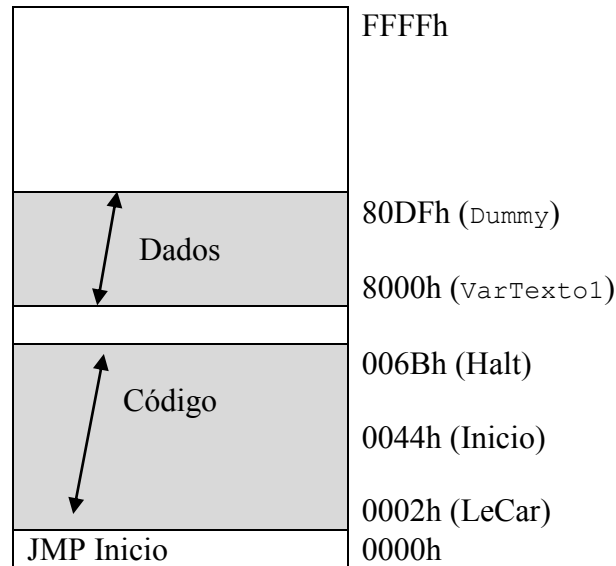 FFFFh
80DFh (Dummy)
Dados
8000h (VarTexto1)
006Bh (Halt)
Código
0044h (Inicio)
0002h (LeCar)
JMP Inicio 0000h